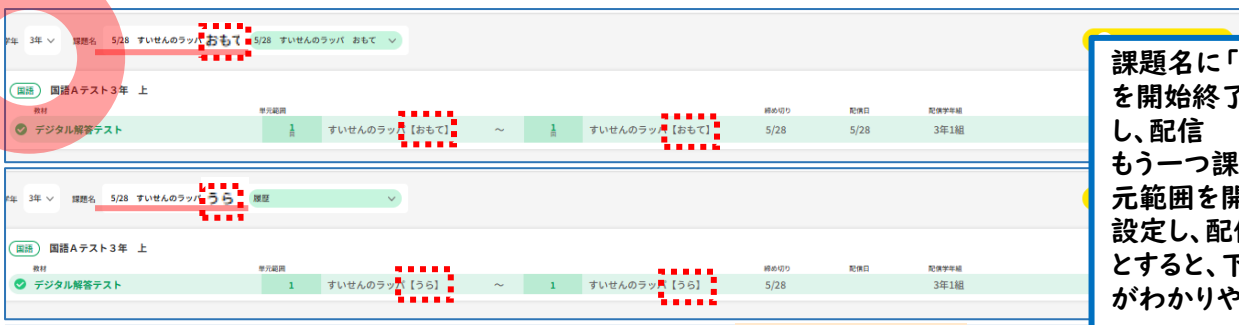 学年 3年 課題名 5/28 すいせんのラッパ おもて 5/28 すいせんのラッパ おもて
国語 国語Aテスト3年 上
教材 単元範囲 締め切り 配信日 配信学年組
デジタル解答テスト 1回 すいせんのラッパ【おもて】 ～ 1回 すいせんのラッパ【おもて】 5/28 5/28 3年1組
学年 3年 課題名 5/28 すいせんのラッパ うら 履歴
国語 国語Aテスト3年 上
教材 単元範囲 締め切り 配信日 配信学年組
デジタル解答テスト 1 すいせんのラッパ【うら】 ～ 1 すいせんのラッパ【うら】 5/28 3年1組
課題名に「
を開始終了
し、配信
もう一つ課
元範囲を開
設定し、配信
とすると、下
がわかりや